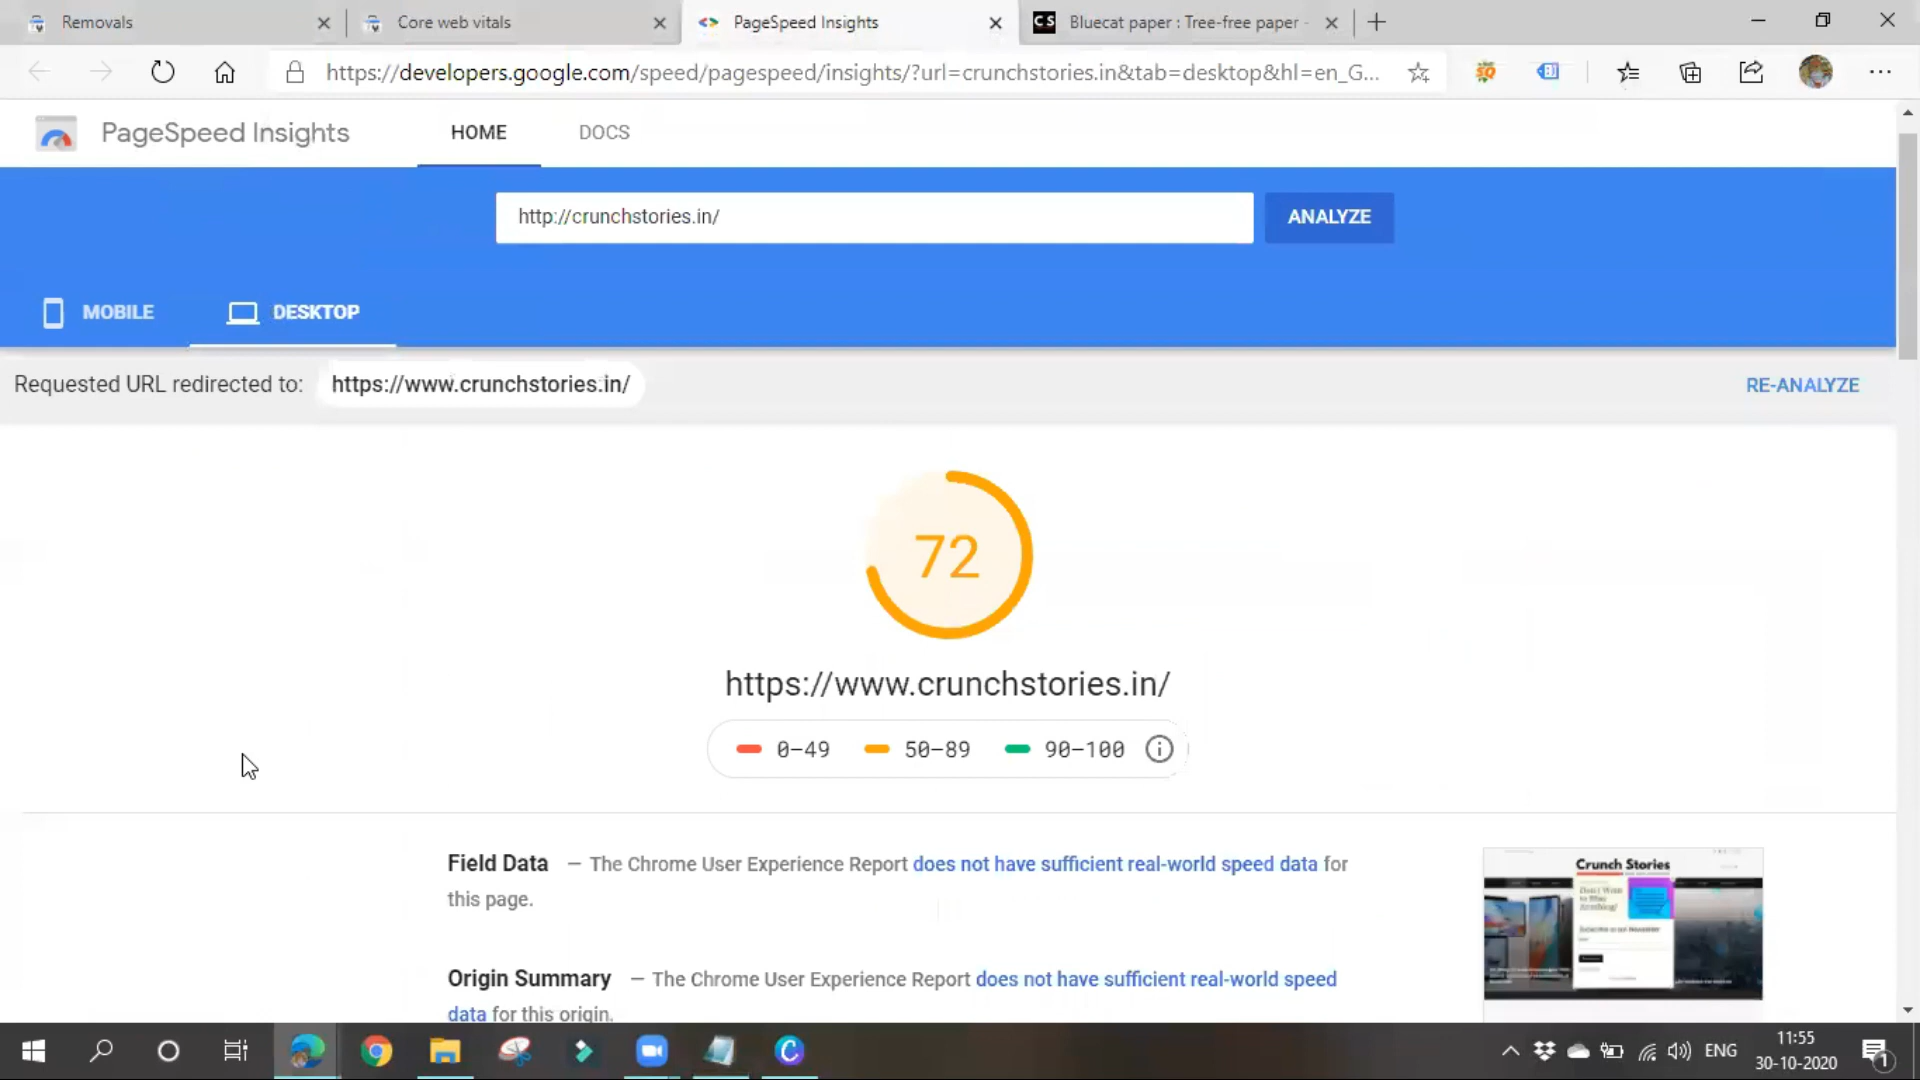 Removals
Core web vitals
PageSpeed Insights
CS Bluecat paper : Tree-free paper -
https://developers.google.com/speed/pagespeed/insights/?url=crunchstories.in&tab=desktop&hl=en_G...
SQ
PageSpeed Insights
HOME
DOCS
http://crunchstories.in/
ANALYZE
MOBILE
DESKTOP
Requested URL redirected to: https://www.crunchstories.in/
RE-ANALYZE
72
https://www.crunchstories.in/
0–49
50–89
90–100
Field Data — The Chrome User Experience Report does not have sufficient real-world speed data for
this page.
Crunch Stories
Origin Summary — The Chrome User Experience Report does not have sufficient real-world speed
data for this origin.
ENG
11:55
30-10-2020
1